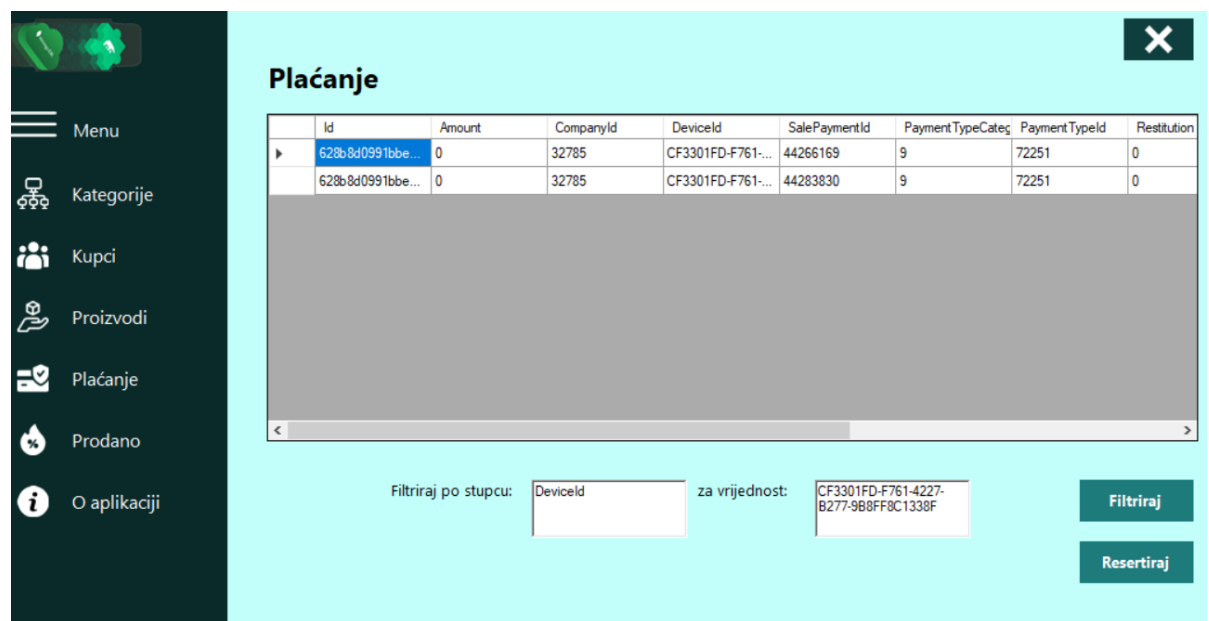 Plaćanje
Menu
Kategorije
Kupci
Proizvodi
Plaćanje
Prodano
O aplikaciji
Id Amount CompanyId DeviceId SalePaymentId PaymentTypeCateg PaymentTypeId Restitution
628b8d0991bbe... 0 32785 CF3301FD-F761-... 44266169 9 72251 0
628b8d0991bbe... 0 32785 CF3301FD-F761-... 44283830 9 72251 0
Filtriraj po stupcu: DeviceId za vrijednost: CF3301FD-F761-4227-
B277-9B8FF8C1338F
Filtriraj
Resertiraj